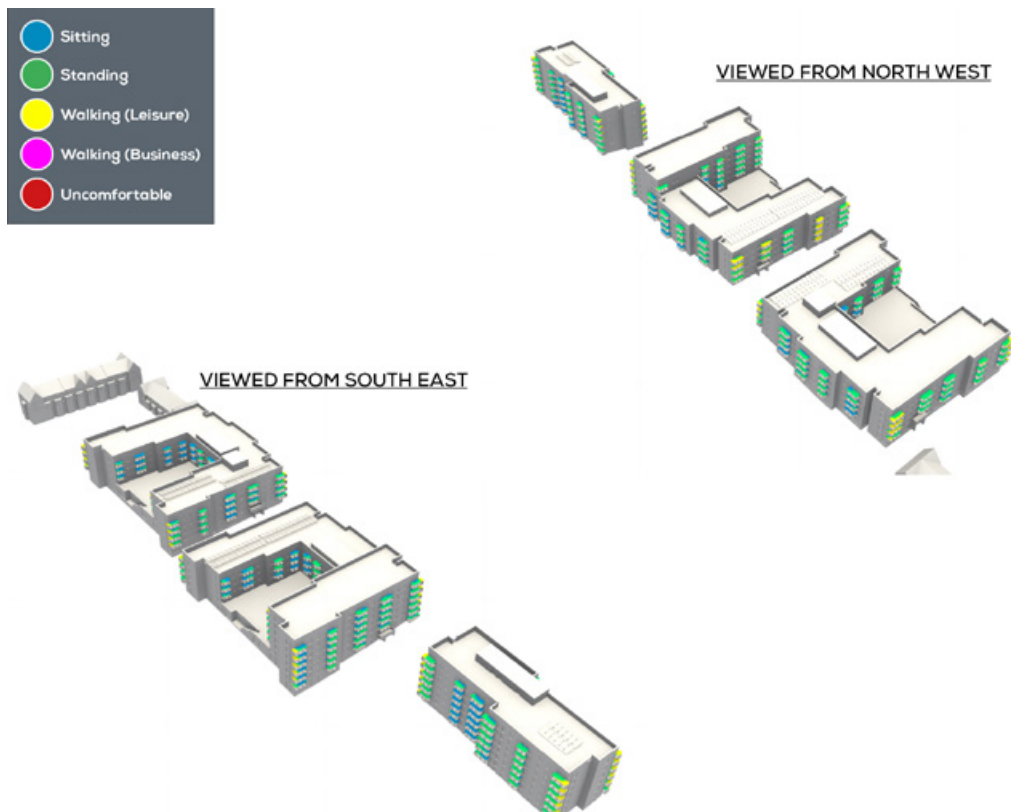 Sitting
Standing
Walking (Leisure)
Walking (Business)
Uncomfortable
VIEWED FROM NORTH WEST
VIEWED FROM SOUTH EAST